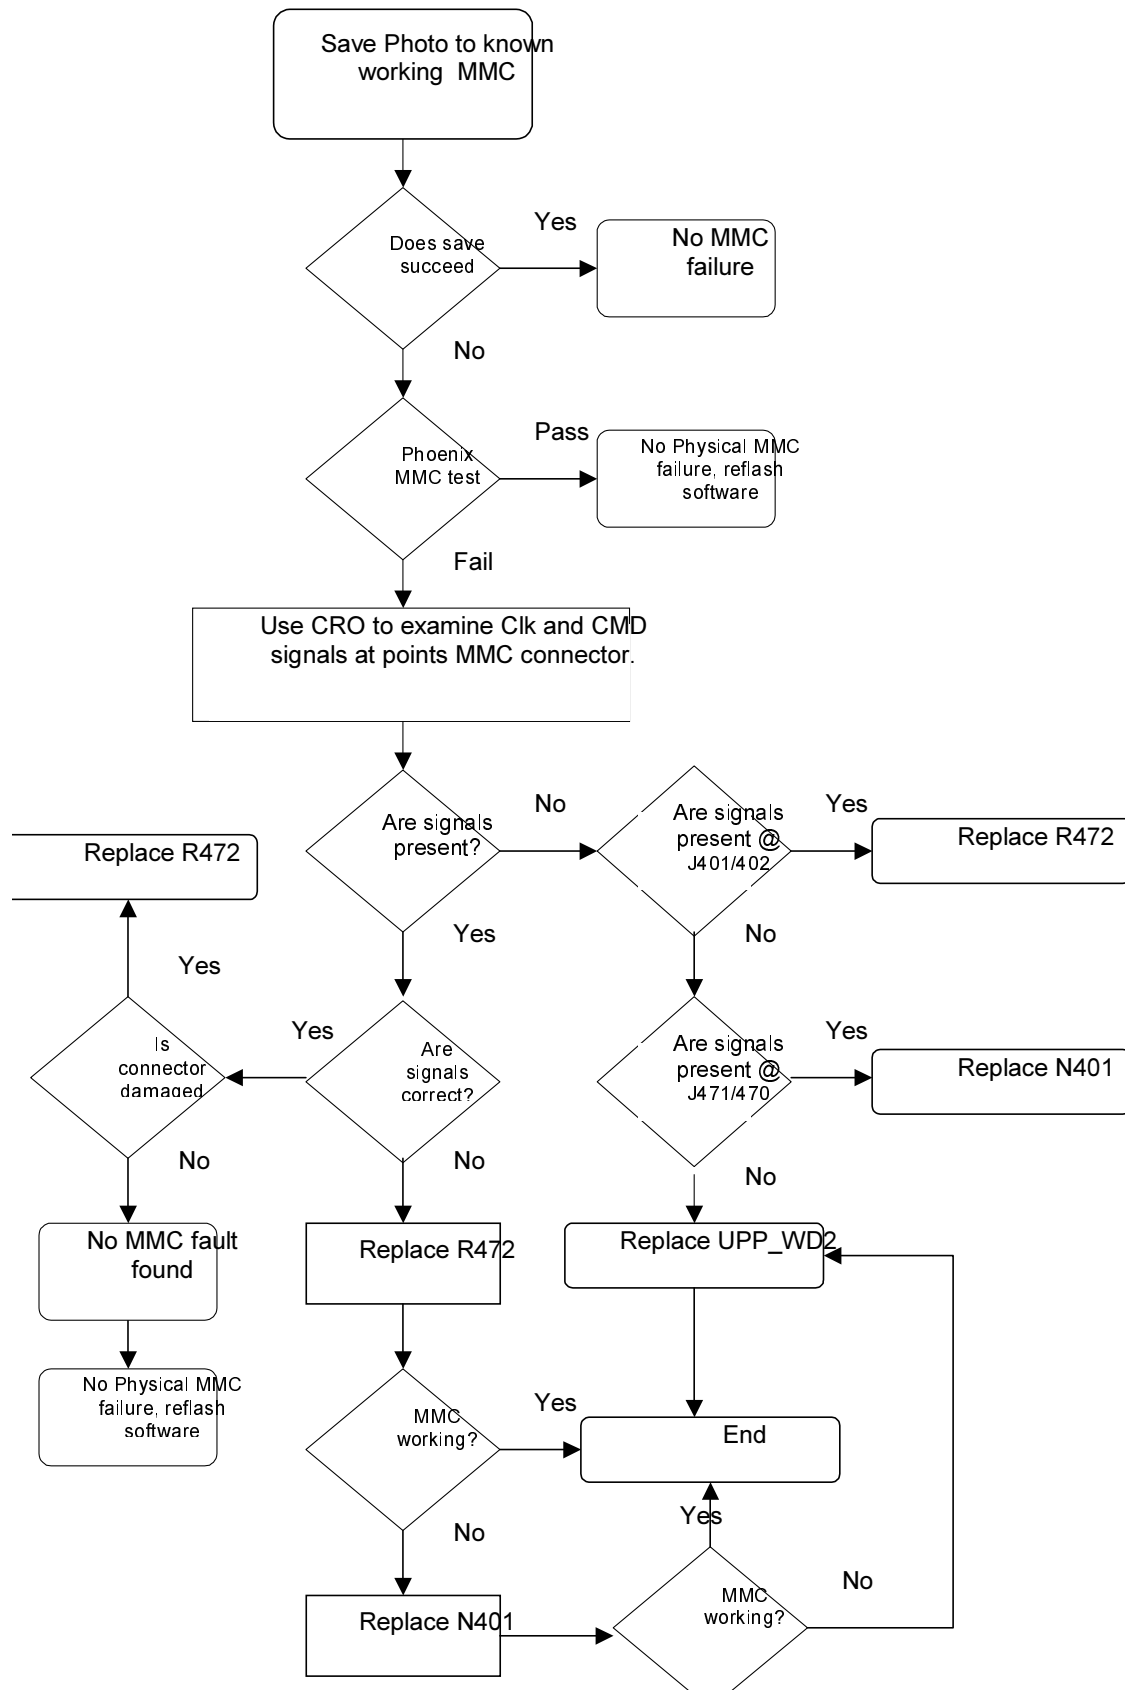 Save Photo to known
working MMC
Does save
succeed
Yes
No MMC
failure
No
Phoenix
MMC test
Pass
No Physical MMC
failure, reflash
software
Fail
Use CRO to examine Clk and CMD
signals at points MMC connector.
Are signals
present?
No
Are signals
present @
J401/402
Yes
Replace R472
Replace R472
Yes
No
Yes
Is
connector
damaged
Yes
Are
signals
correct?
Are signals
present @
J471/470
Yes
Replace N401
No
No
No
No MMC fault
found
Replace R472
Replace UPP_WD2
No Physical MMC
failure, reflash
software
MMC
working?
Yes
End
No
Yes
Replace N401
MMC
working?
No